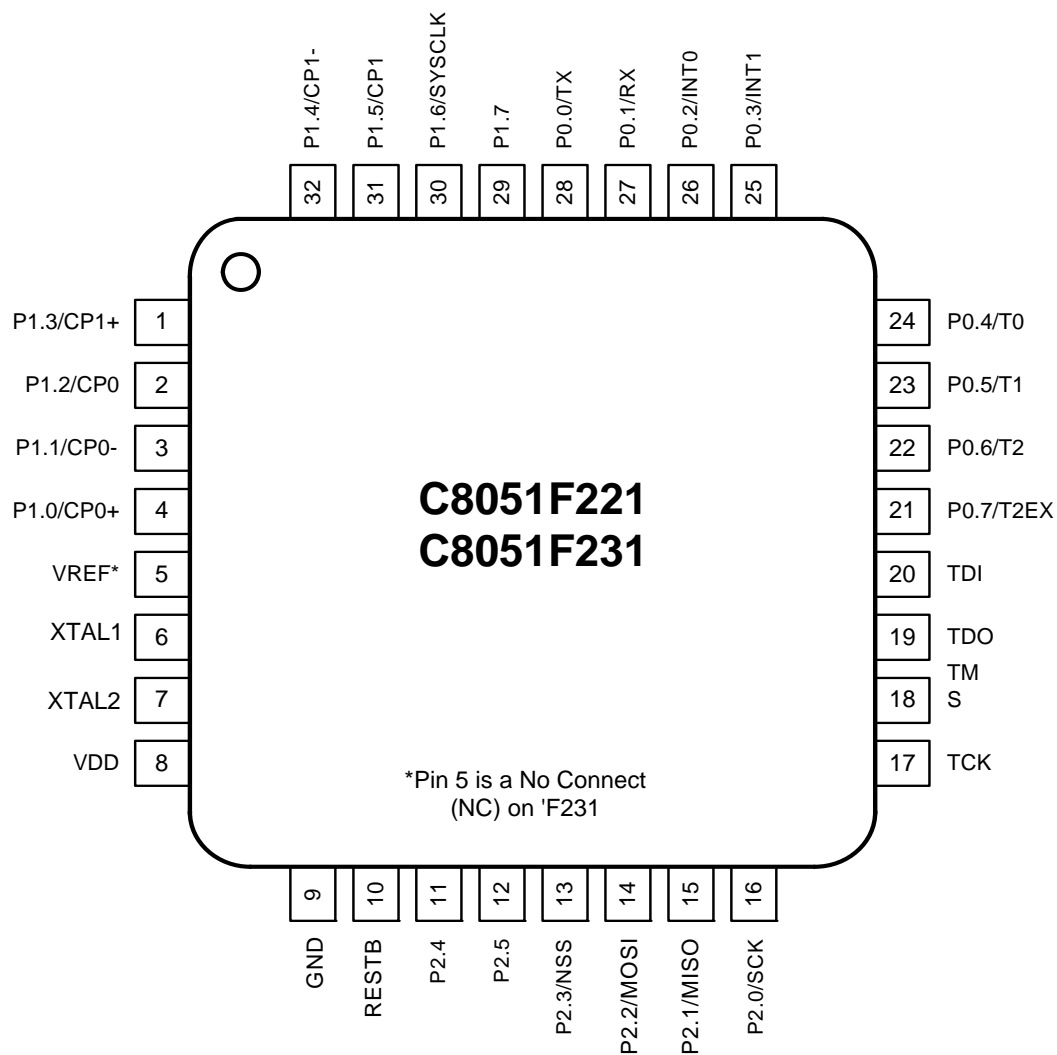 P1.4/CP1-
P1.5/CP1
P1.6/SYSCLK
P1.7
P0.0/TX
P0.1/RX
P0.2/INT0
P0.3/INT1
32
31
30
29
28
27
26
25
P1.3/CP1+ 1
P1.2/CP0 2
P1.1/CP0- 3
P1.0/CP0+ 4
VREF* 5
XTAL1 6
XTAL2 7
VDD 8
C8051F221
C8051F231
*Pin 5 is a No Connect
(NC) on 'F231
24 P0.4/T0
23 P0.5/T1
22 P0.6/T2
21 P0.7/T2EX
20 TDI
19 TDO
TM
18 S
17 TCK
9
10
11
12
13
14
15
16
GND
RESTB
P2.4
P2.5
P2.3/NSS
P2.2/MOSI
P2.1/MISO
P2.0/SCK